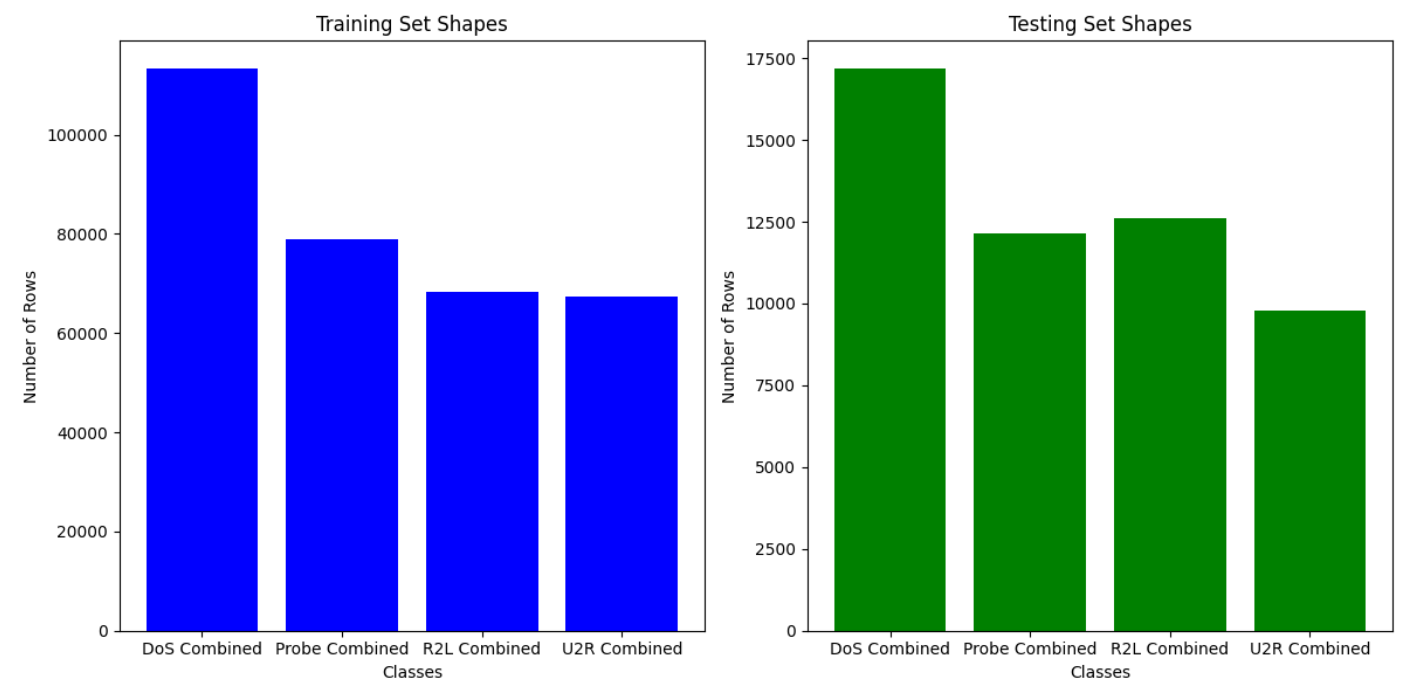 Training Set Shapes
Number of Rows
100000
80000
60000
40000
20000
0
DoS Combined Probe Combined R2L Combined U2R Combined
Classes
Testing Set Shapes
Number of Rows
17500
15000
12500
10000
7500
5000
2500
0
DoS Combined Probe Combined R2L Combined U2R Combined
Classes